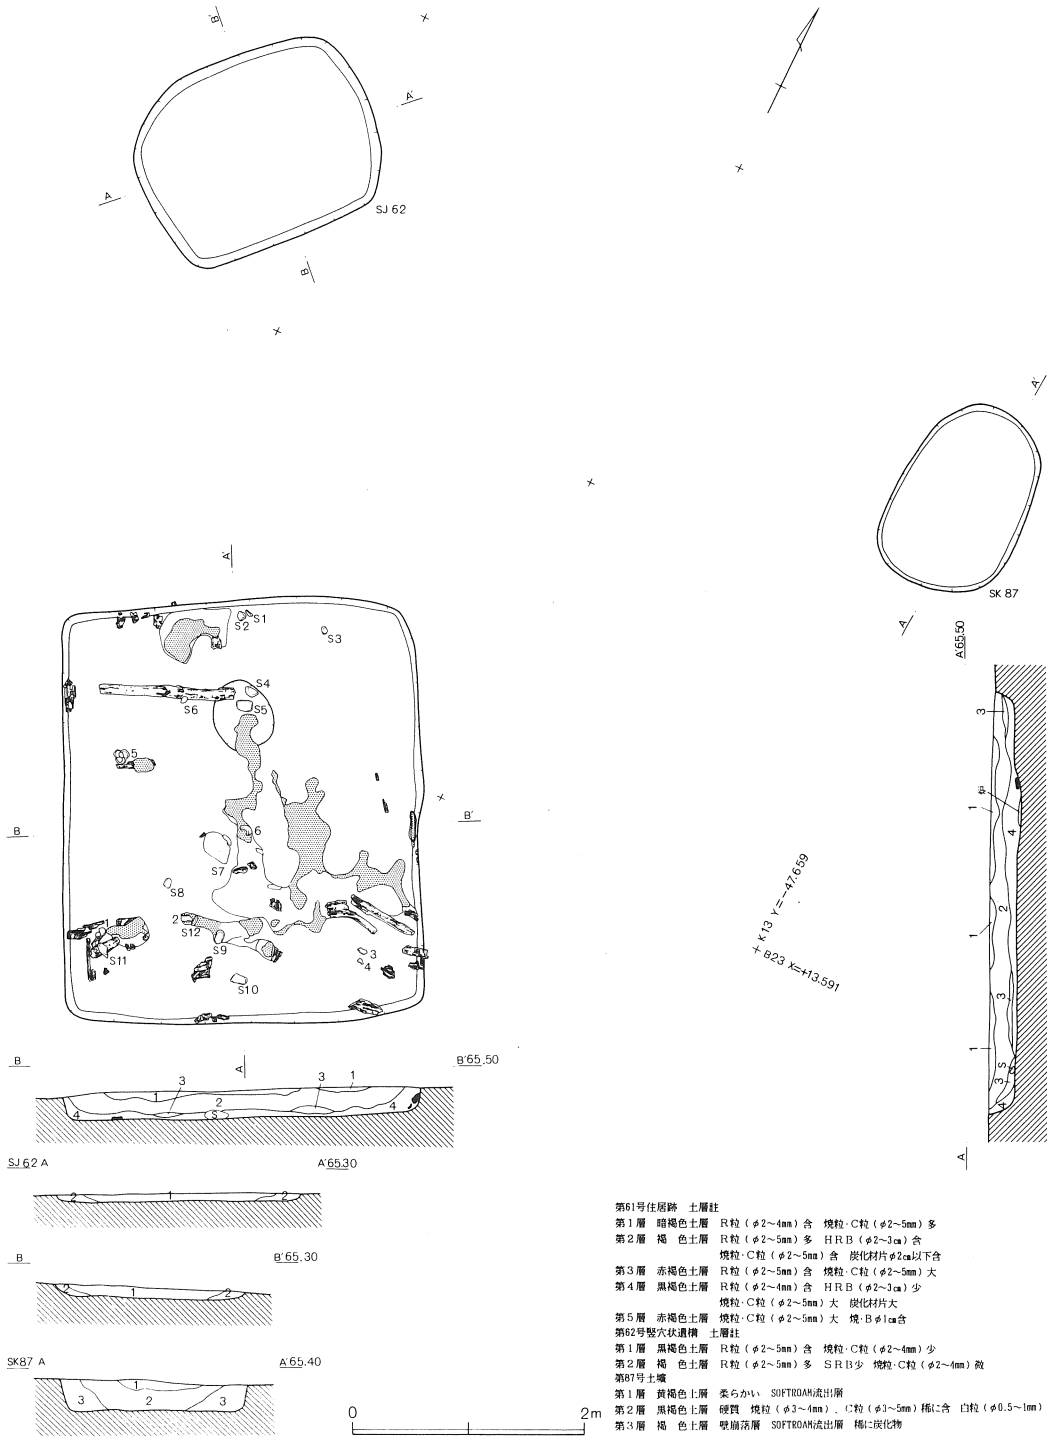 B'
A'
A
SJ 62
B
A'
SK 87
A
A'
A'65.50
S1
S2
S3
S4
S5
S6
5
B
B'
6
S7
S8
1
2
S12
S9
S11
3
4
S10
A
K13 Y=-47.659
B23 X=+13.591
3
炉
1
4
2
1
3
1
S
3
4
A
B
B'65.50
3
3
1
1
2
4
S
4
SJ 62 A
A'65.30
2
1
2
B
B'65.30
2
1
2
SK87 A
A'65.40
1
3
2
3
0
2m
第61号住居跡 土層註
第1層 暗褐色土層 R粒(φ2~4mm)含 焼粒·C粒(φ2~5mm)多
第2層 褐 色土層 R粒(φ2~5mm)多 HRB(φ2~3cm)含
焼粒·C粒(φ2~5mm)含 炭化材片φ2cm以下含
第3層 赤褐色土層 R粒(φ2~5mm)含 焼粒·C粒(φ2~5mm)大
第4層 黒褐色土層 R粒(φ2~4mm)含 HRB(φ2~3cm)少
焼粒·C粒(φ2~5mm)大 炭化材片大
第5層 赤褐色土層 焼粒·C粒(φ2~5mm)大 焼·Bφ1cm含
第62号竪穴状遺構 土層註
第1層 黒褐色土層 R粒(φ2~5mm)含 焼粒·C粒(φ2~4mm)少
第2層 褐 色土層 R粒(φ2~5mm)多 SRB少 焼粒·C粒(φ2~4mm)微
第87号土壙
第1層 黄褐色土層 柔らかい SOFTROAM流出層
第2層 黒褐色土層 硬質 焼粒(φ3~4mm)、C粒(φ3~5mm)稀に含 白粒(φ0.5~1mm)
第3層 褐 色土層 壁崩落層 SOFTROAM流出層 稀に炭化物